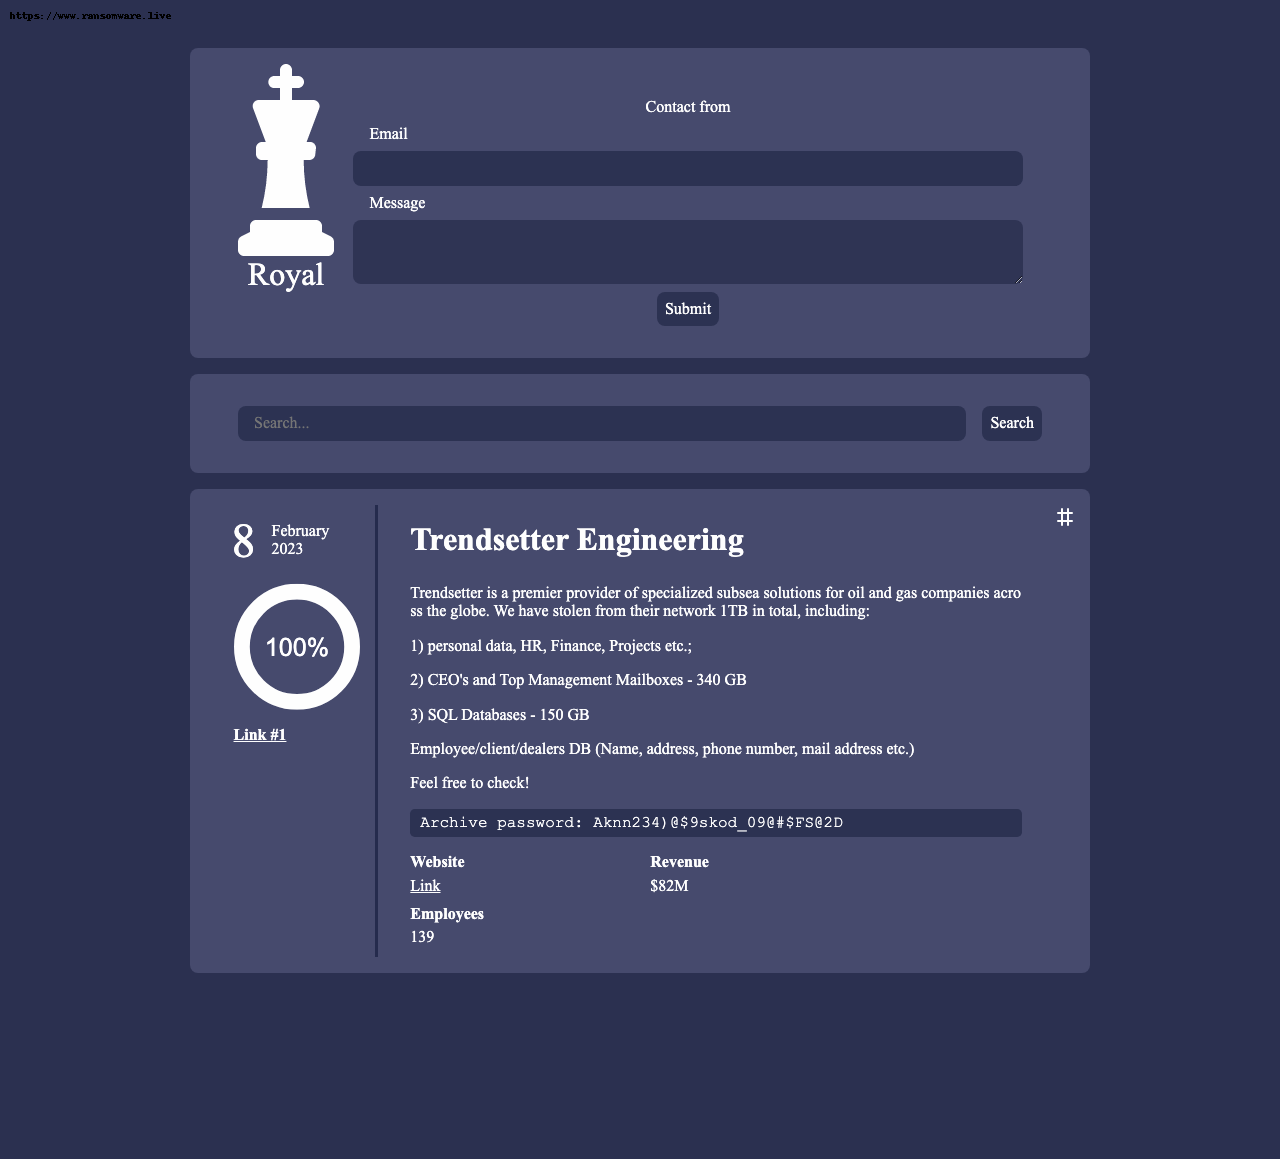 https://www.ransomware.live
Royal
Contact from
Email
Message
Submit
Search...
Search
8
February
2023
100%
Link #1
#
Trendsetter Engineering
Trendsetter is a premier provider of specialized subsea solutions for oil and gas companies acro
ss the globe. We have stolen from their network 1TB in total, including:
1) personal data, HR, Finance, Projects etc.;
2) CEO's and Top Management Mailboxes - 340 GB
3) SQL Databases - 150 GB
Employee/client/dealers DB (Name, address, phone number, mail address etc.)
Feel free to check!
Archive password: Aknn234)@$9skod_09@#$FS@2D
Website
Link
Revenue
$82M
Employees
139